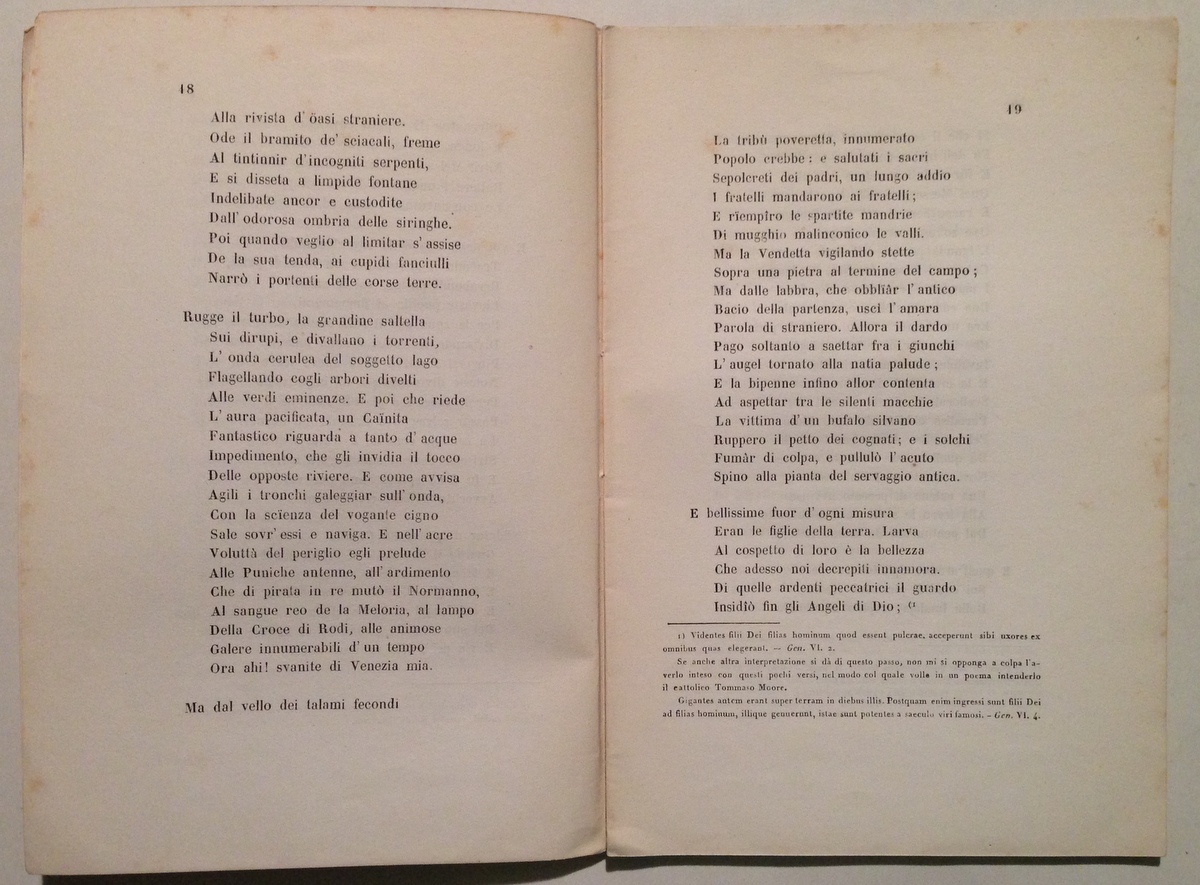 18
Alla rivista d' öasi straniere.
Ode il bramito de' sciacali, freme
Al tintinnir d' incogniti serpenti,
E si disseta a limpide fontane
Indelibate ancor e custodite
Dall' odorosa ombria delle siringhe.
Poi quando veglio al limitar s' assise
De la sua tenda, ai cupidi fanciulli
Narrò i portenti delle corse terre.
Rugge il turbo, la grandine saltella
Sui dirupi, e divallano i torrenti,
L' onda cerulea del soggetto lago
Flagellando cogli arbori divelti
Alle verdi eminenze. E poi che riede
L' aura pacificata, un Caïnita
Fantastico riguarda a tanto d' acque
Impedimento, che gli invidia il tocco
Delle opposte riviere. E come avvisa
Agili i tronchi galeggiar sull' onda,
Con la scïenza del vogante cigno
Sale sovr' essi e naviga. E nell' acre
Voluttà del periglio egli prelude
Alle Puniche antenne, all' ardimento
Che di pirata in re mutò il Normanno,
Al sangue reo de la Meloria, al lampo
Della Croce di Rodi, alle animose
Galere innumerabili d' un tempo
Ora ahi! svanite di Venezia mia.
Ma dal vello dei talami fecondi
19
La tribù poveretta, innumerato
Popolo crebbe: e salutati i sacri
Sepolcreti dei padri, un lungo addio
I fratelli mandarono ai fratelli;
E rïempîro le spartite mandrie
Di mugghio malinconico le valli.
Ma la Vendetta vigilando stette
Sopra una pietra al termine del campo;
Ma dalle labbra, che obblïâr l' antico
Bacio della partenza, uscì l' amara
Parola di straniero. Allora il dardo
Pago soltanto a saettar fra i giunchi
L' augel tornato alla natia palude;
E la bipenne infino allor contenta
Ad aspettar tra le silenti macchie
La vittima d' un bufalo silvano
Ruppero il petto dei cognati; e i solchi
Fumâr di colpa, e pullulò l' acuto
Spino alla pianta del servaggio antica.
E bellissime fuor d' ogni misura
Eran le figlie della terra. Larva
Al cospetto di loro è la bellezza
Che adesso noi decrepiti innamora.
Di quelle ardenti peccatrici il guardo
Insidïò fin gli Angeli di Dio; (1
1) Videntes filii Dei filias hominum quod essent pulcrae, acceperunt sibi uxores ex
omnibus quas elegerant. — Gen. VI. 2.
Se anche altra interpretazione si dà di questo passo, non mi si opponga a colpa l' a-
verlo inteso con questi pochi versi, nel modo col quale volle in un poema intenderlo
il cattolico Tommaso Moore.
Gigantes autem erant super terram in diebus illis. Postquam enim ingressi sunt filii Dei
ad filias hominum, illique genuerunt, istae sunt potentes a saeculo viri famosi. – Gen. VI. 4.